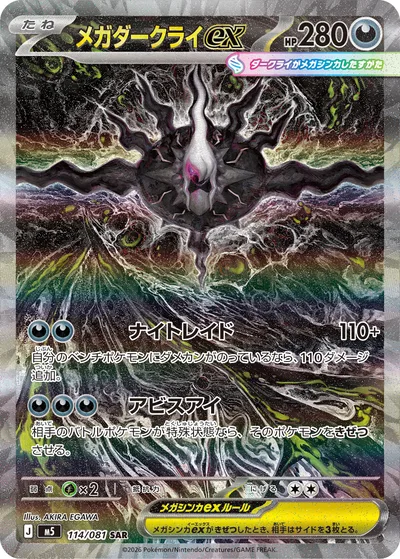 たね
メガダークライex
HP280
ダークライがメガシンカしたすがた
ナイトレイド 110+
自分のベンチポケモンにダメカンがのっているなら、110ダメージ
追加。
アビスアイ
相手のバトルポケモンが特殊状態なら、そのポケモンをきぜつ
させる。
弱点 ×2 抵抗力 にげる
メガシンカexルール
メガシンカexがきぜつしたとき、相手はサイドを3枚とる。
Illus. AKIRA EGAWA
J M5 114/081 SAR
©2026 Pokémon/Nintendo/Creatures/GAME FREAK.